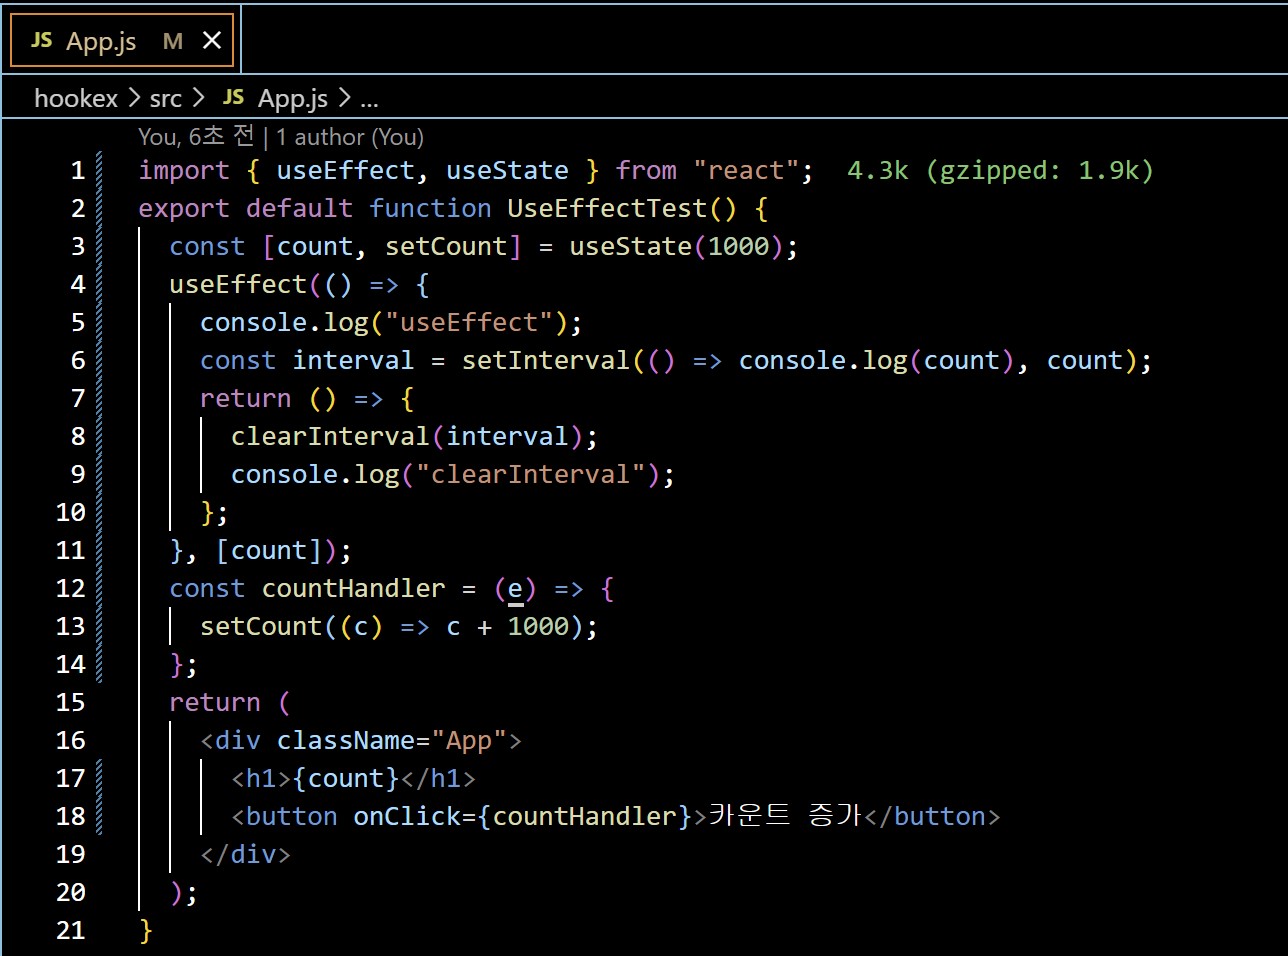 JS App.js M ×
hookex > src > JS App.js > ...
You, 6초 전 | 1 author (You)
1 import { useEffect, useState } from "react"; 4.3k (gzipped: 1.9k)
2 export default function UseEffectTest() {
3 const [count, setCount] = useState(1000);
4 useEffect(() => {
5 console.log("useEffect");
6 const interval = setInterval(() => console.log(count), count);
7 return () => {
8 clearInterval(interval);
9 console.log("clearInterval");
10 };
11 }, [count]);
12 const countHandler = (e) => {
13 setCount((c) => c + 1000);
14 };
15 return (
16 <div className="App">
17 <h1>{count}</h1>
18 <button onClick={countHandler}>카운트 증가</button>
19 </div>
20 );
21 }